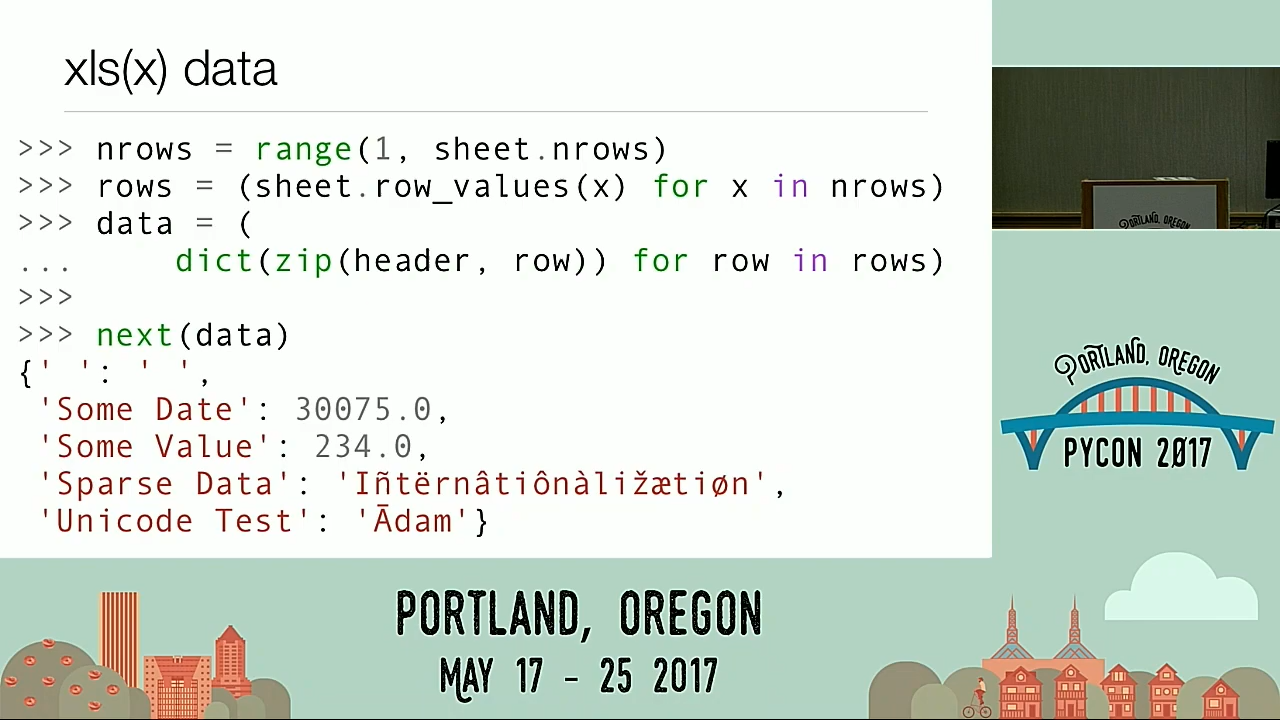 xls(x) data
>>> nrows = range(1, sheet.nrows)
>>> rows = (sheet.row_values(x) for x in nrows)
>>> data = (
...     dict(zip(header, row)) for row in rows)
>>>
>>> next(data)
{' ': ' ',
 'Some Date': 30075.0,
 'Some Value': 234.0,
 'Sparse Data': 'Iñtërnâtiônàližætiøn',
 'Unicode Test': 'Ādam'}
PORTLAND, OREGON
PORTLAND, OREGON
PYCON 2017
PORTLAND, OREGON
MAY 17 - 25 2017